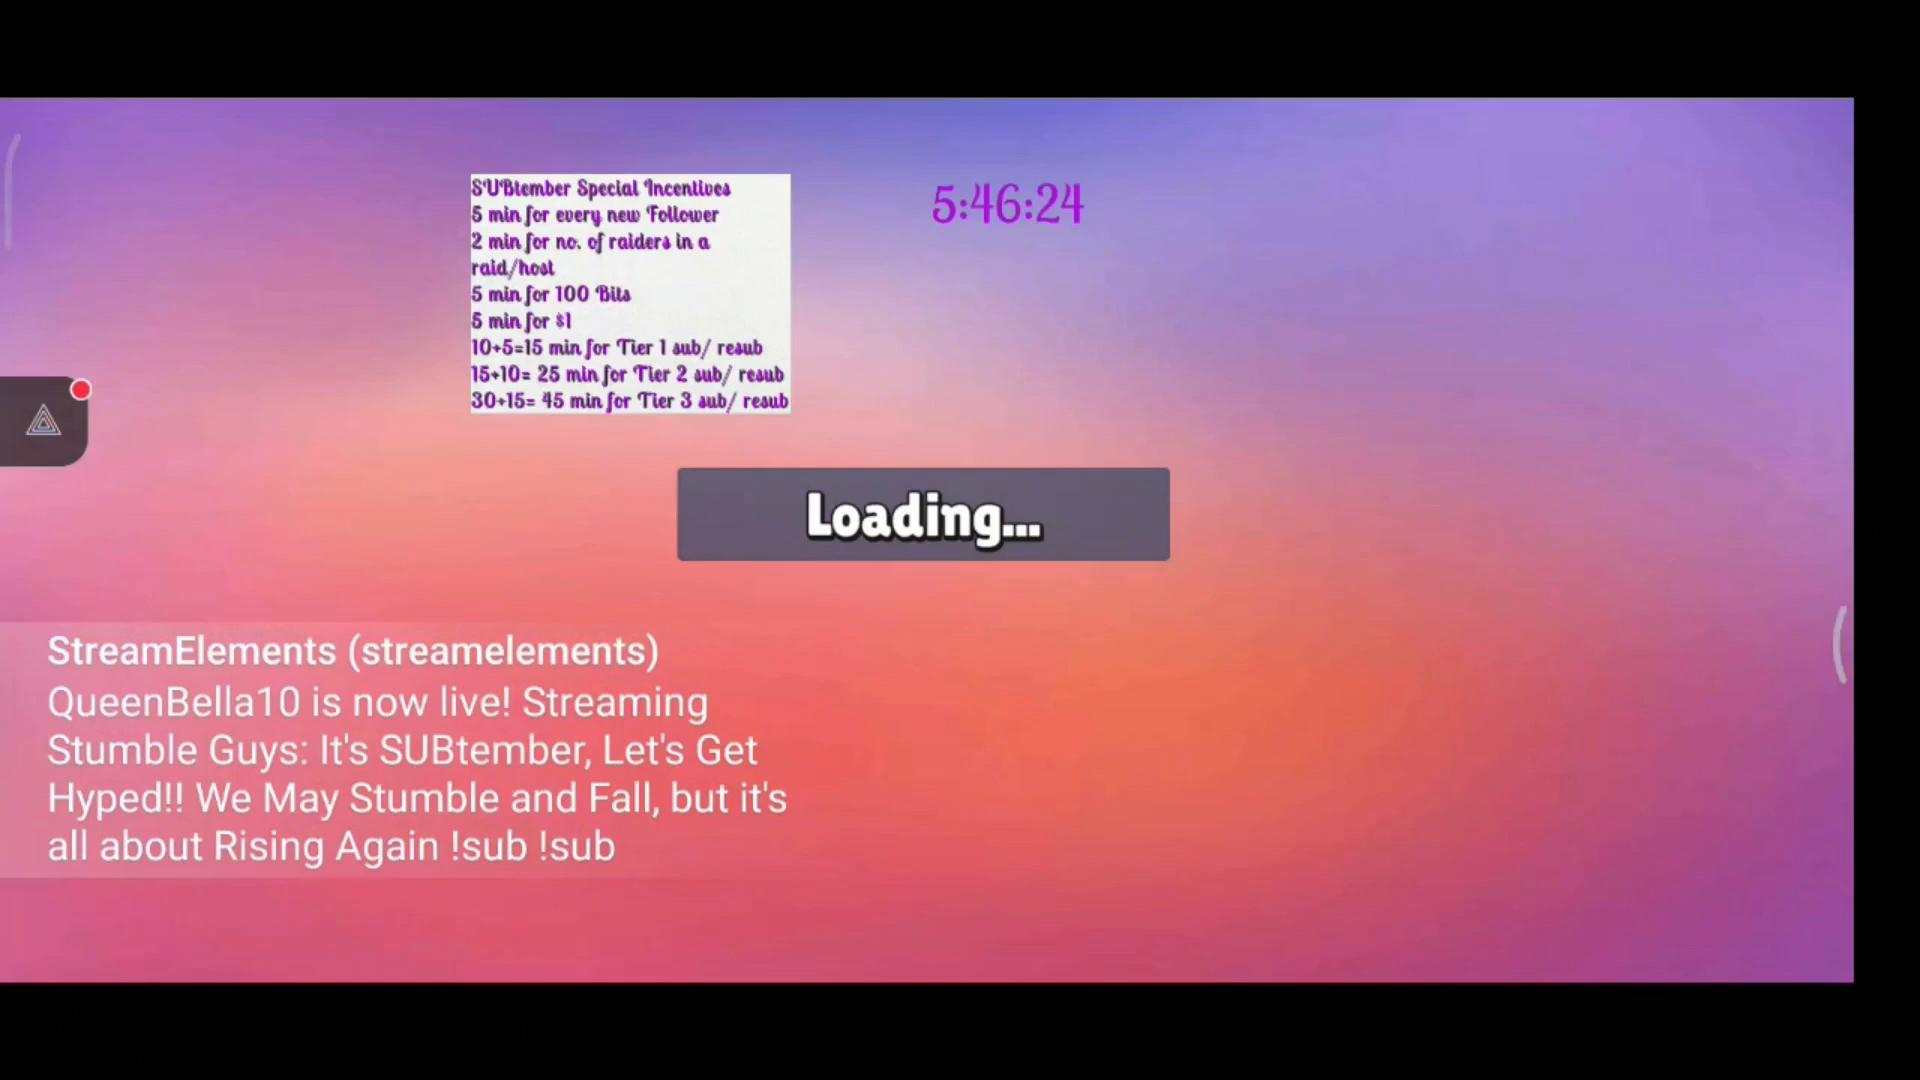 SUBtember Special Incentives
5 min for every new Follower
2 min for no. of raiders in a
raid/host
5 min for 100 Bits
5 min for $1
10+5=15 min for Tier 1 sub/ resub
15+10= 25 min for Tier 2 sub/ resub
30+15= 45 min for Tier 3 sub/ resub
5:46:24
Loading...
StreamElements (streamelements)
QueenBella10 is now live! Streaming
Stumble Guys: It's SUBtember, Let's Get
Hyped!! We May Stumble and Fall, but it's
all about Rising Again !sub !sub